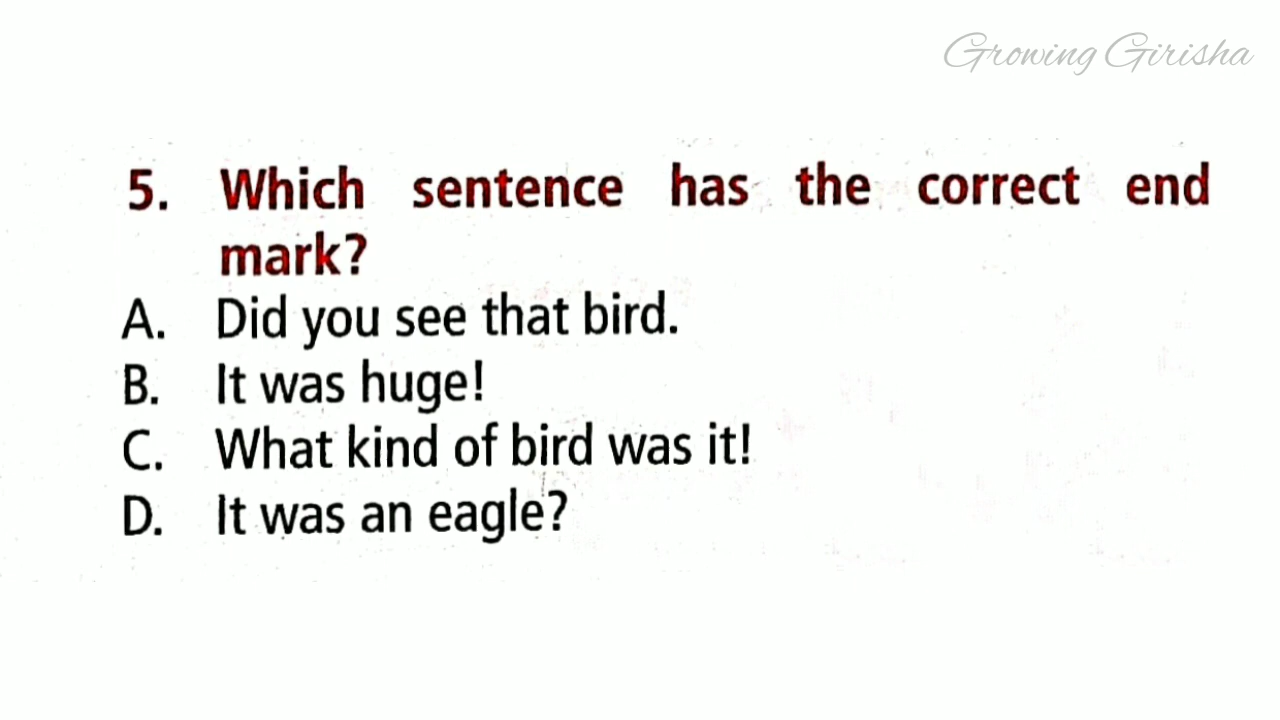 Growing Girisha
5. Which sentence has the correct end
mark?
A. Did you see that bird.
B. It was huge!
C. What kind of bird was it!
D. It was an eagle?